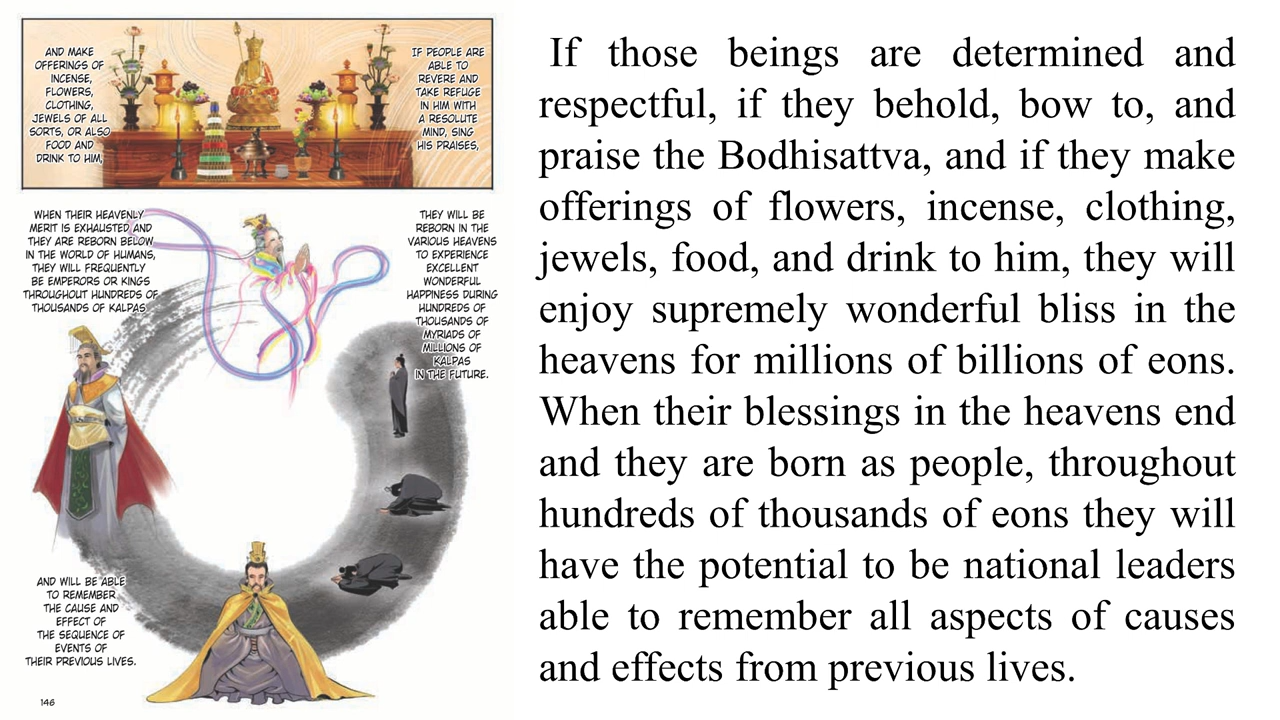 IF PEOPLE ARE
ABLE TO
REVERE AND
TAKE REFUGE
IN HIM WITH
A RESOLUTE
MIND, SING
HIS PRAISES,
AND MAKE
OFFERINGS OF
INCENSE,
FLOWERS,
CLOTHING,
JEWELS OF ALL
SORTS, OR ALSO
FOOD AND
DRINK TO HIM,
THEY WILL BE
REBORN IN THE
VARIOUS HEAVENS
TO EXPERIENCE
EXCELLENT
WONDERFUL
HAPPINESS DURING
HUNDREDS OF
THOUSANDS OF
MYRIADS OF
MILLIONS OF
KALPAS
IN THE FUTURE.
WHEN THEIR HEAVENLY
MERIT IS EXHAUSTED AND
THEY ARE REBORN BELOW
IN THE WORLD OF HUMANS,
THEY WILL FREQUENTLY
BE EMPERORS OR KINGS
THROUGHOUT HUNDREDS OF
THOUSANDS OF KALPAS
AND WILL BE ABLE
TO REMEMBER
THE CAUSE AND
EFFECT OF
THE SEQUENCE OF
EVENTS OF
THEIR PREVIOUS LIVES.
146
If those beings are determined and
respectful, if they behold, bow to, and
praise the Bodhisattva, and if they make
offerings of flowers, incense, clothing,
jewels, food, and drink to him, they will
enjoy supremely wonderful bliss in the
heavens for millions of billions of eons.
When their blessings in the heavens end
and they are born as people, throughout
hundreds of thousands of eons they will
have the potential to be national leaders
able to remember all aspects of causes
and effects from previous lives.